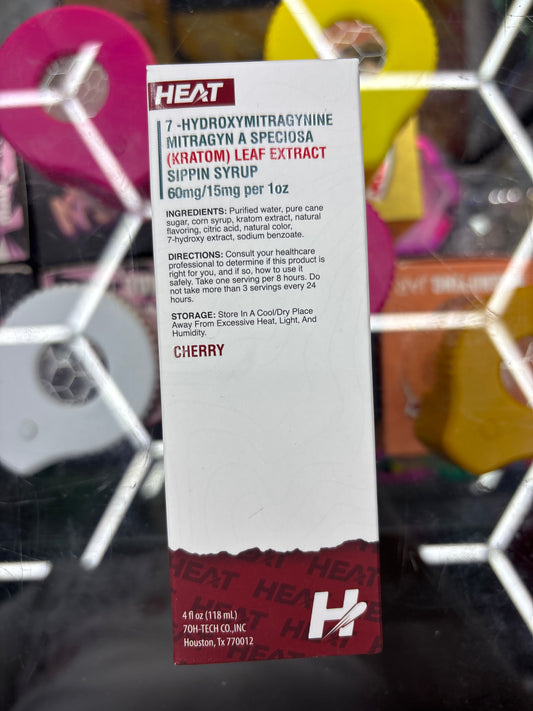 HEAT
7 -HYDROXYMITRAGYNINE
MITRAGYN A SPECIOSA
(KRATOM) LEAF EXTRACT
SIPPIN SYRUP
60mg/15mg per 1oz
INGREDIENTS: Purified water, pure cane
sugar, corn syrup, kratom extract, natural
flavoring, citric acid, natural color,
7-hydroxy extract, sodium benzoate.
DIRECTIONS: Consult your healthcare
professional to determine if this product is
right for you, and if so, how to use it
safely. Take one serving per 8 hours. Do
not take more than 3 servings every 24
hours.
STORAGE: Store In A Cool/Dry Place
Away From Excessive Heat, Light, And
Humidity.
CHERRY
HEAT HEAT HEAT
HEAT HEAT
4 fl oz (118 mL)
7OH-TECH CO.,INC
Houston, Tx 770012
H